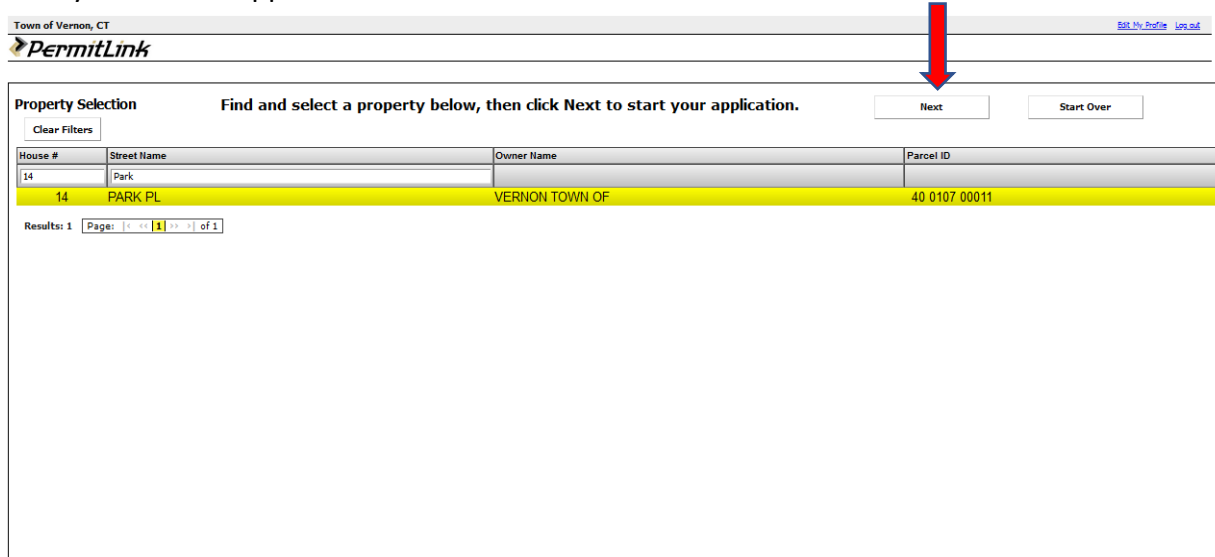 Town of Vernon, CT Edit My Profile Log out
PermitLink
Property Selection Find and select a property below, then click Next to start your application. Next Start Over
Clear Filters
House # Street Name Owner Name Parcel ID
14 Park
14 PARK PL VERNON TOWN OF 40 0107 00011
Results: 1 Page: |< << 1 >> >| of 1